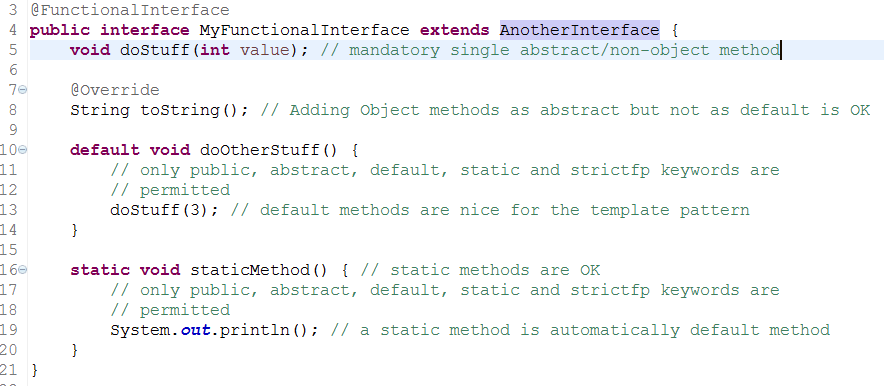 3 @FunctionalInterface
4 public interface MyFunctionalInterface extends AnotherInterface {
5 void doStuff(int value); // mandatory single abstract/non-object method
6
7 @Override
8 String toString(); // Adding Object methods as abstract but not as default is OK
9
10 default void doOtherStuff() {
11 // only public, abstract, default, static and strictfp keywords are
12 // permitted
13 doStuff(3); // default methods are nice for the template pattern
14 }
15
16 static void staticMethod() { // static methods are OK
17 // only public, abstract, default, static and strictfp keywords are
18 // permitted
19 System.out.println(); // a static method is automatically default method
20 }
21 }